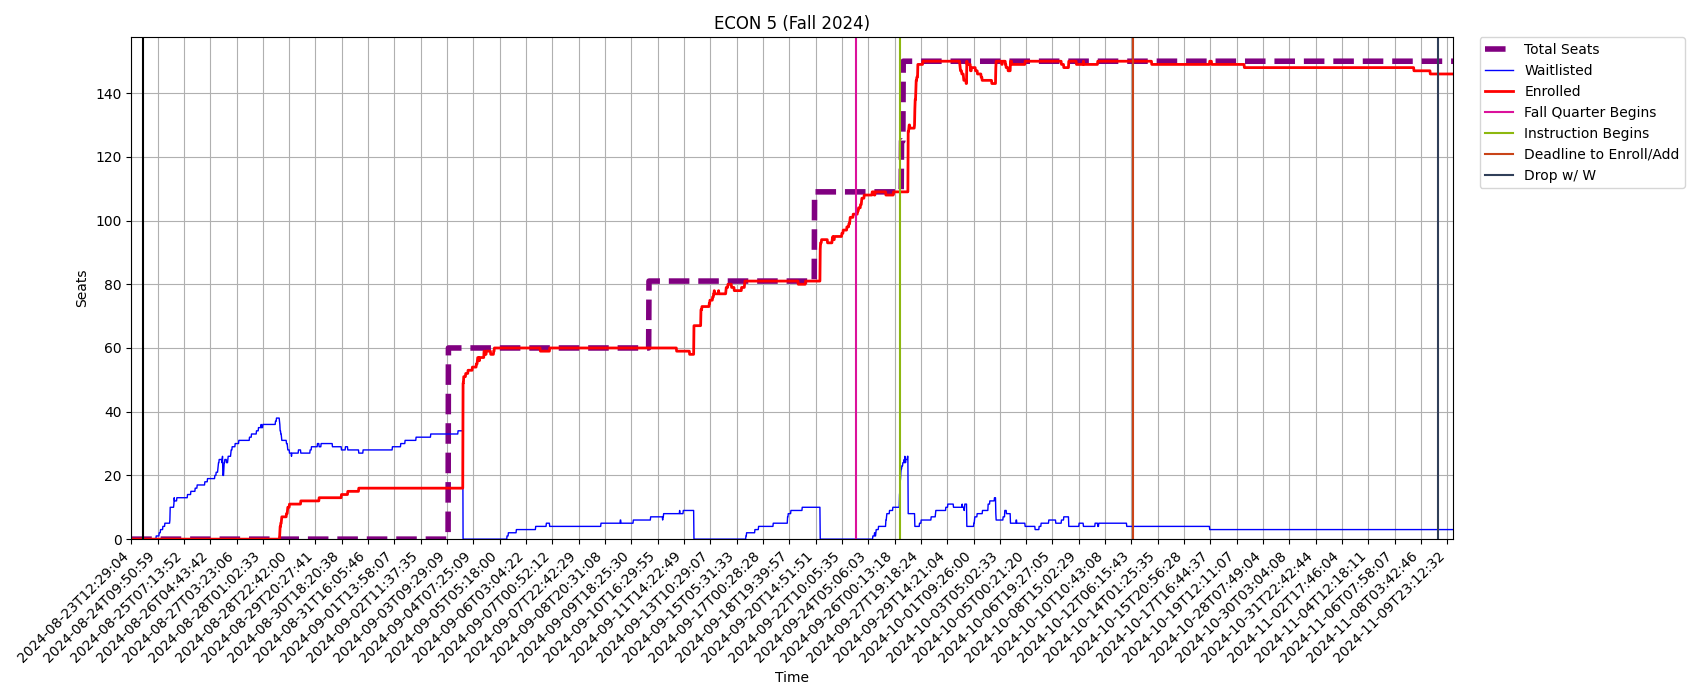 ECON 5 (Fall 2024)
Total Seats
Waitlisted
Enrolled
Fall Quarter Begins
Instruction Begins
Deadline to Enroll/Add
Drop w/ W
Seats
140
120
100
80
60
40
20
0
2024-08-23T12:29:04
2024-08-24T09:50:59
2024-08-25T07:13:52
2024-08-26T04:43:42
2024-08-27T03:23:06
2024-08-28T01:02:33
2024-08-28T22:42:00
2024-08-29T20:27:41
2024-08-30T18:20:38
2024-08-31T16:05:46
2024-09-01T13:58:07
2024-09-02T11:37:35
2024-09-03T09:29:09
2024-09-04T07:25:09
2024-09-05T05:18:00
2024-09-06T03:04:22
2024-09-07T00:52:12
2024-09-07T22:42:29
2024-09-08T20:31:08
2024-09-09T18:25:30
2024-09-10T16:29:55
2024-09-11T14:22:49
2024-09-13T10:29:07
2024-09-15T05:31:33
2024-09-17T00:28:28
2024-09-18T19:39:57
2024-09-20T14:51:51
2024-09-22T10:05:35
2024-09-24T05:06:03
2024-09-26T00:13:18
2024-09-27T19:18:24
2024-09-29T14:21:04
2024-10-01T09:26:00
2024-10-03T05:02:33
2024-10-05T00:21:20
2024-10-06T19:27:05
2024-10-08T15:02:29
2024-10-10T10:43:08
2024-10-12T06:15:43
2024-10-14T01:25:35
2024-10-15T20:56:28
2024-10-17T16:44:37
2024-10-19T12:11:07
2024-10-28T07:49:04
2024-10-30T03:04:08
2024-10-31T22:42:44
2024-11-02T17:46:04
2024-11-04T12:18:11
2024-11-06T07:58:07
2024-11-08T03:42:46
2024-11-09T23:12:32
Time